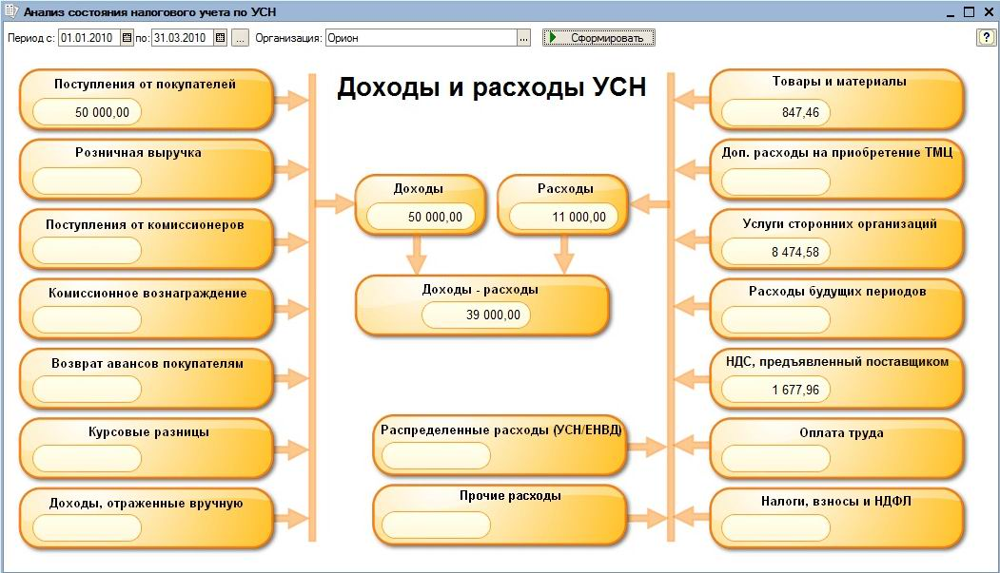 Анализ состояния налогового учета по УСН
Период с: 01.01.2010 по: 31.03.2010 ... Организация: Орион ... Сформировать ?
Доходы и расходы УСН
Поступления от покупателей
50 000,00
Розничная выручка
Поступления от комиссионеров
Комиссионное вознаграждение
Возврат авансов покупателям
Курсовые разницы
Доходы, отраженные вручную
Доходы
50 000,00
Расходы
11 000,00
Доходы - расходы
39 000,00
Распределенные расходы (УСН/ЕНВД)
Прочие расходы
Товары и материалы
847,46
Доп. расходы на приобретение ТМЦ
Услуги сторонних организаций
8 474,58
Расходы будущих периодов
НДС, предъявленный поставщиком
1 677,96
Оплата труда
Налоги, взносы и НДФЛ